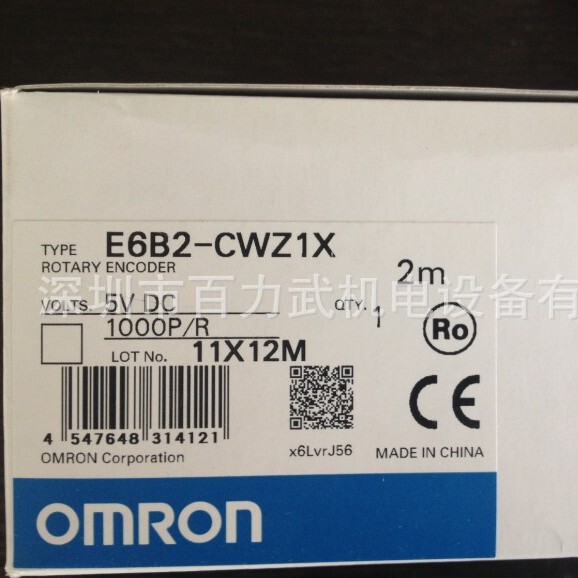 TYPE E6B2-CWZ1X 2m
ROTARY ENCODER
深圳市百力武机电设备有
VOLTS. 5V DC QTY. 1
1000P/R Ro
LOT No. 11X12M
CE
4 547648 314121
x6LvrJ56 MADE IN CHINA
OMRON Corporation
OMRON